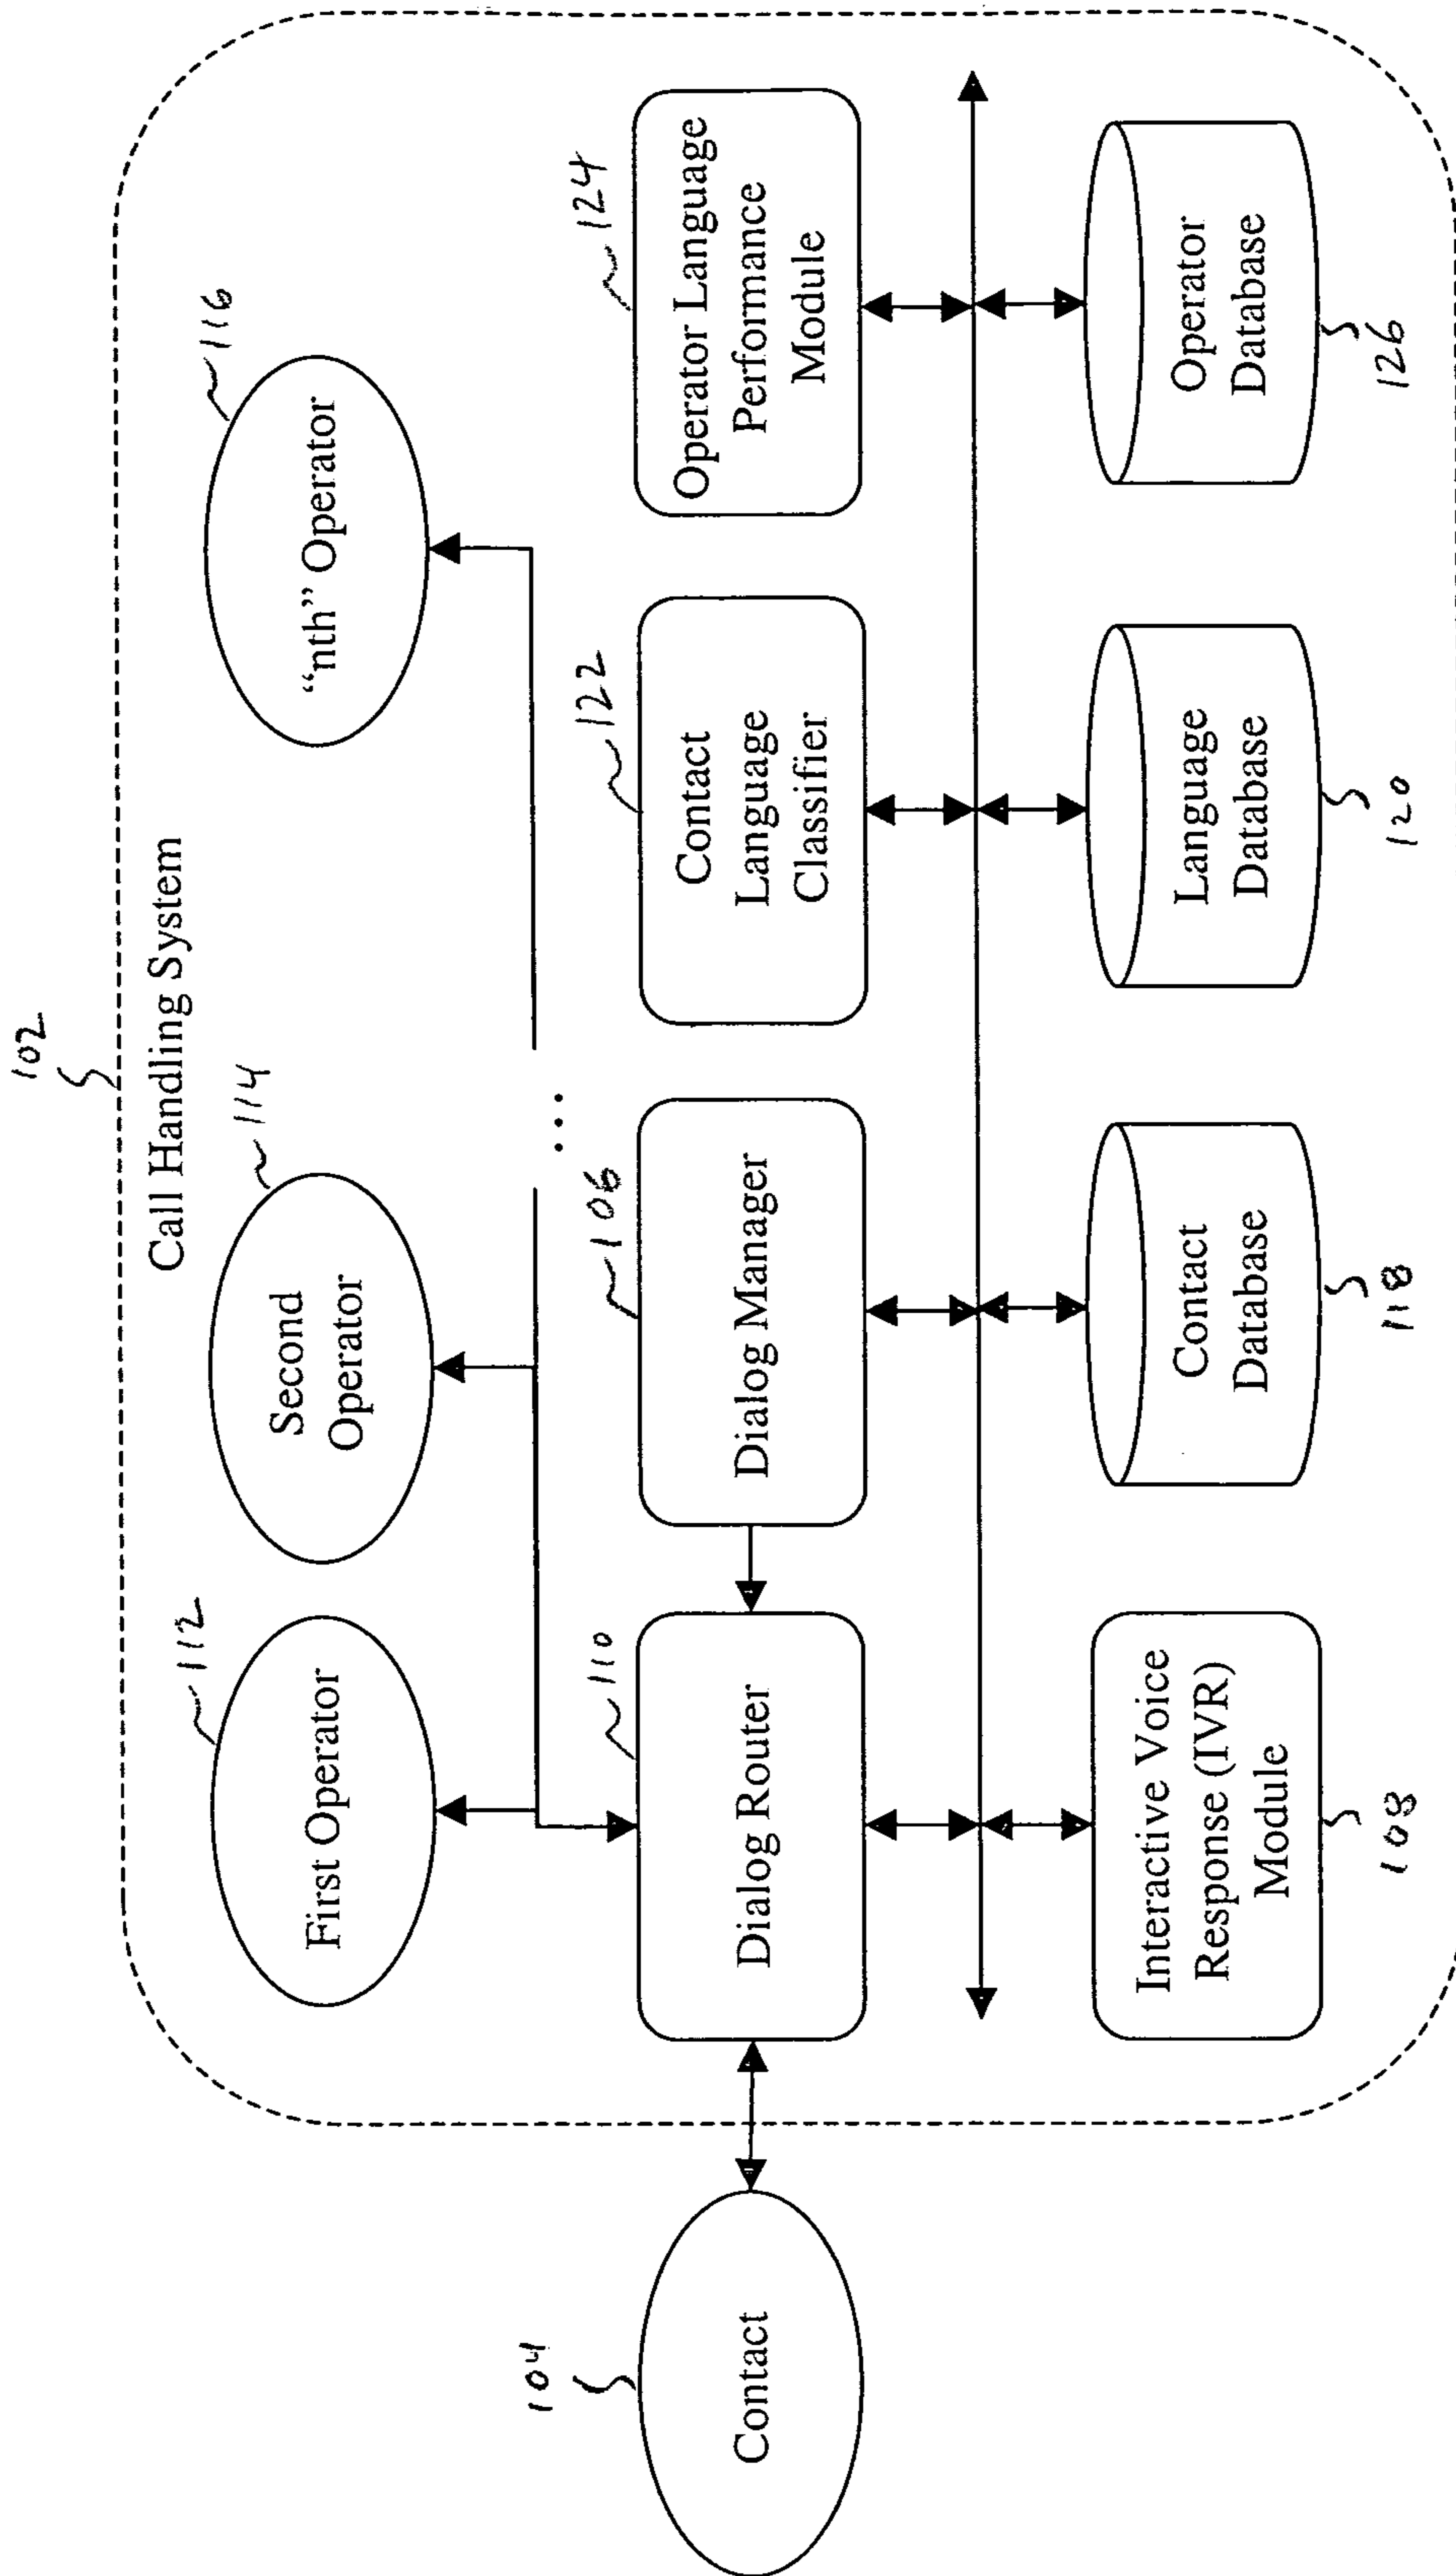 102
Call Handling System
112
First Operator
114
Second
Operator
116
“nth” Operator
...
104
Contact
110
Dialog Router
106
Dialog Manager
122
Contact
Language
Classifier
124
Operator Language
Performance
Module
Interactive Voice
Response (IVR)
Module
108
Contact
Database
118
Language
Database
120
Operator
Database
126